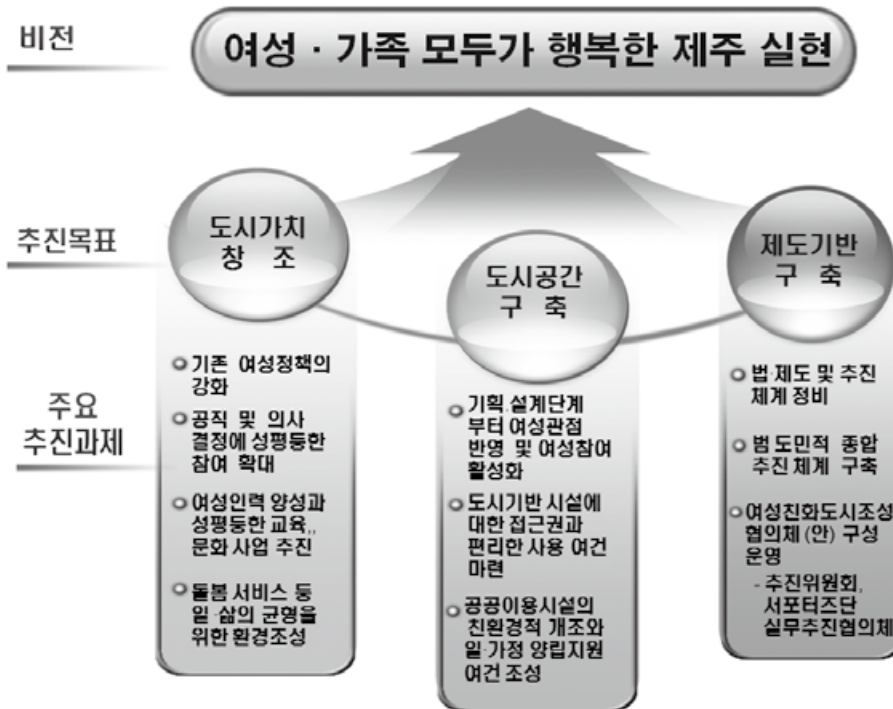 비전
여성 · 가족 모두가 행복한 제주 실현
추진목표
도시가치
창 조
도시공간
구 축
제도기반
구 축
주요
추진과제
기존 여성정책의
강화
공직 및 의사
결정에 성평등한
참여 확대
여성인력 양성과
성평등한 교육,,
문화 사업 추진
돌봄 서비스 등
일·삶의 균형을
위한 환경조성
기획·설계단계
부터 여성관점
반영 및 여성참여
활성화
도시기반 시설에
대한 접근권과
편리한 사용 여건
마련
공공이용시설의
친환경적 개조와
일·가정 양립지원
여건 조성
법·제도 및 추진
체계 정비
범 도민적 종합
추진 체계 구축
여성친화도시조성
협의체 (안) 구성
운영
- 추진위원회,
서포터즈단
실무추진협의체